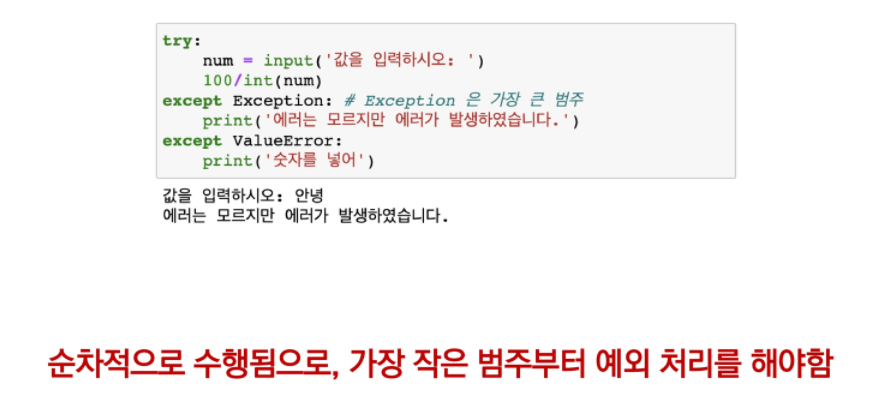 try:
    num = input('값을 입력하시오: ')
    100/int(num)
except Exception: # Exception 은 가장 큰 범주
    print('에러는 모르지만 에러가 발생하였습니다.')
except ValueError:
    print('숫자를 넣어')
값을 입력하시오: 안녕
에러는 모르지만 에러가 발생하였습니다.
순차적으로 수행됨으로, 가장 작은 범주부터 예외 처리를 해야함